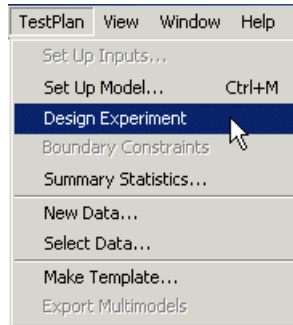 TestPlan View Window Help
Set Up Inputs...
Set Up Model... Ctrl+M
Design Experiment
Boundary Constraints
Summary Statistics...
New Data...
Select Data...
Make Template...
Export Multimodels